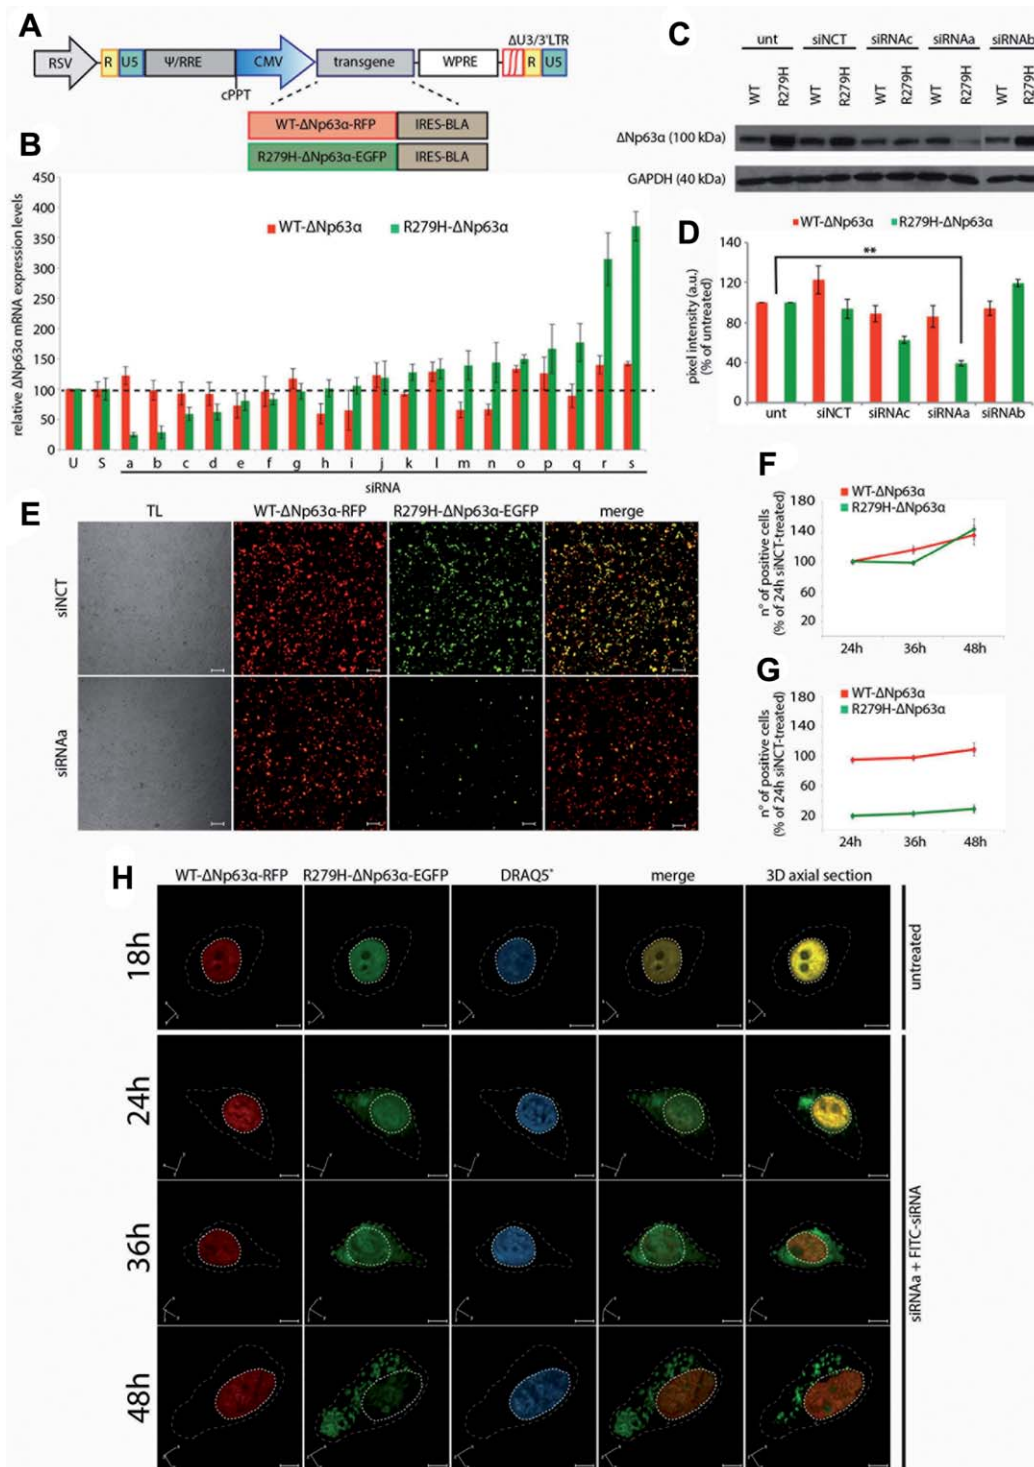 A
ΔU3/3'LTR
RSV R U5 Ψ/RRE CMV transgene WPRE R U5
cPPT
WT-ΔNp63α-RFP IRES-BLA
R279H-ΔNp63α-EGFP IRES-BLA
B
relative ΔNp63α mRNA expression levels
WT-ΔNp63α R279H-ΔNp63α
450
400
350
300
250
200
150
100
50
0
U S a b c d e f g h i j k l m n o p q r s
siRNA
C
unt siNCT siRNAc siRNAa siRNAb
WT R279H WT R279H WT R279H WT R279H WT R279H
ΔNp63α (100 kDa)
GAPDH (40 kDa)
D
WT-ΔNp63α R279H-ΔNp63α
pixel intensity (a.u.)
(% of untreated)
140
120
80
40
0
**
unt siNCT siRNAc siRNAa siRNAb
E
TL WT-ΔNp63α-RFP R279H-ΔNp63α-EGFP merge
siNCT
siRNAa
F
WT-ΔNp63α
R279H-ΔNp63α
n° of positive cells
(% of 24h siNCT-treated)
180
140
100
60
20
24h 36h 48h
G
WT-ΔNp63α
R279H-ΔNp63α
n° of positive cells
(% of 24h siNCT-treated)
180
140
100
60
20
24h 36h 48h
H
WT-ΔNp63α-RFP R279H-ΔNp63α-EGFP DRAQ5* merge 3D axial section
18h
24h
36h
48h
untreated
siRNAa + FITC-siRNA